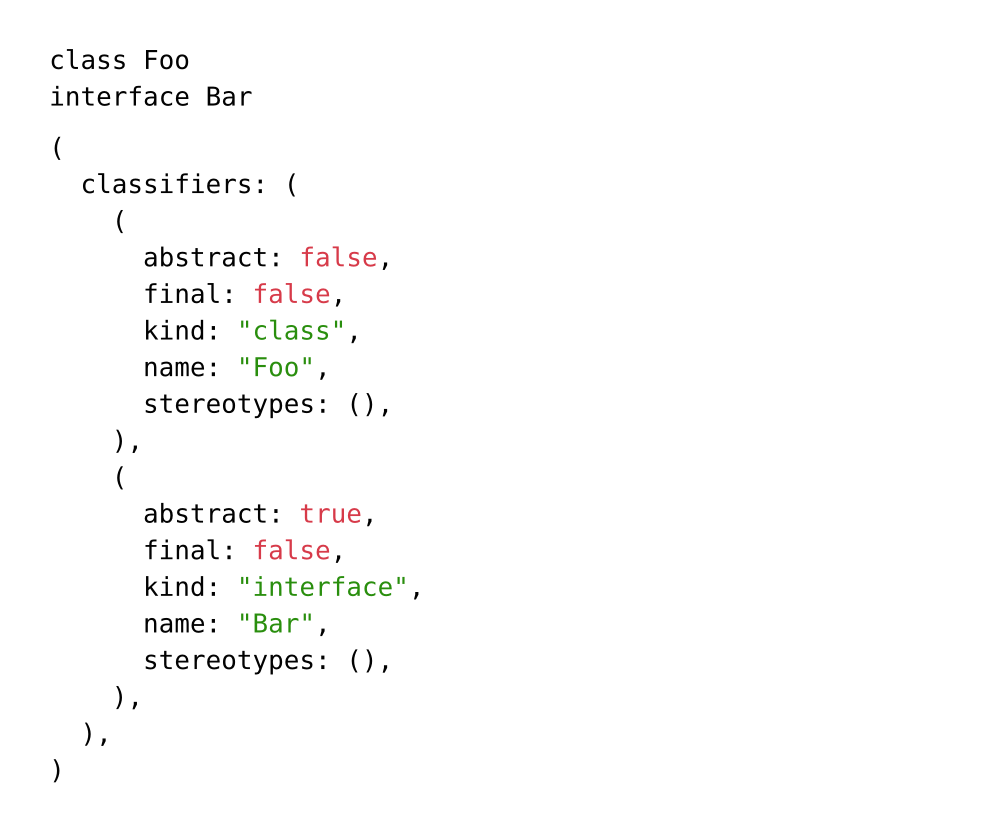 class Foo
interface Bar
(
  classifiers: (
    (
      abstract: false,
      final: false,
      kind: "class",
      name: "Foo",
      stereotypes: (),
    ),
    (
      abstract: true,
      final: false,
      kind: "interface",
      name: "Bar",
      stereotypes: (),
    ),
  ),
)